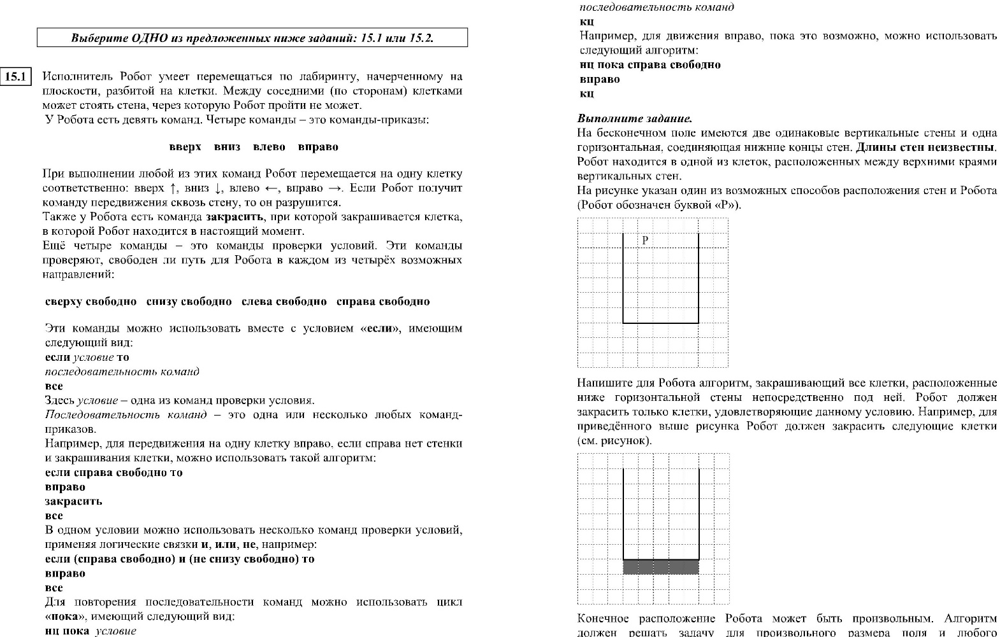 Выберите ОДНО из предложенных ниже заданий: 15.1 или 15.2.
15.1
Исполнитель Робот умеет перемещаться по лабиринту, начерченному на
плоскости, разбитой на клетки. Между соседними (по сторонам) клетками
может стоять стена, через которую Робот пройти не может.
У Робота есть девять команд. Четыре команды – это команды-приказы:
вверх вниз влево вправо
При выполнении любой из этих команд Робот перемещается на одну клетку
соответственно: вверх ↑, вниз ↓, влево ←, вправо →. Если Робот получит
команду передвижения сквозь стену, то он разрушится.
Также у Робота есть команда закрасить, при которой закрашивается клетка,
в которой Робот находится в настоящий момент.
Ещё четыре команды – это команды проверки условий. Эти команды
проверяют, свободен ли путь для Робота в каждом из четырёх возможных
направлений:
сверху свободно снизу свободно слева свободно справа свободно
Эти команды можно использовать вместе с условием «если», имеющим
следующий вид:
если условие то
последовательность команд
все
Здесь условие – одна из команд проверки условия.
Последовательность команд – это одна или несколько любых команд-
приказов.
Например, для передвижения на одну клетку вправо, если справа нет стенки
и закрашивания клетки, можно использовать такой алгоритм:
если справа свободно то
вправо
закрасить
все
В одном условии можно использовать несколько команд проверки условий,
применяя логические связки и, или, не, например:
если (справа свободно) и (не снизу свободно) то
вправо
все
Для повторения последовательности команд можно использовать цикл
«пока», имеющий следующий вид:
нц пока условие
последовательность команд
кц
Например, для движения вправо, пока это возможно, можно использовать
следующий алгоритм:
нц пока справа свободно
вправо
кц
Выполните задание.
На бесконечном поле имеются две одинаковые вертикальные стены и одна
горизонтальная, соединяющая нижние концы стен. Длины стен неизвестны.
Робот находится в одной из клеток, расположенных между верхними краями
вертикальных стен.
На рисунке указан один из возможных способов расположения стен и Робота
(Робот обозначен буквой «Р»).
Р
Напишите для Робота алгоритм, закрашивающий все клетки, расположенные
ниже горизонтальной стены непосредственно под ней. Робот должен
закрасить только клетки, удовлетворяющие данному условию. Например, для
приведённого выше рисунка Робот должен закрасить следующие клетки
(см. рисунок).
Конечное расположение Робота может быть произвольным. Алгоритм
должен решать задачу для произвольного размера поля и любого